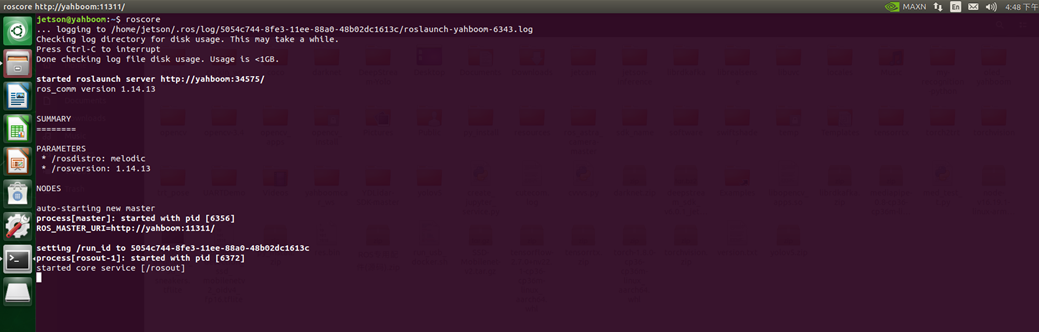 roscore http://yahboom:11311/
MAXN
En
4:48 下午
jetson@yahboom:~$ roscore
... logging to /home/jetson/.ros/log/5054c744-8fe3-11ee-88a0-48b02dc1613c/roslaunch-yahboom-6343.log
Checking log directory for disk usage. This may take a while.
Press Ctrl-C to interrupt
Done checking log file disk usage. Usage is <1GB.
started roslaunch server http://yahboom:34575/
ros_comm version 1.14.13
SUMMARY
========
PARAMETERS
* /rosdistro: melodic
* /rosversion: 1.14.13
NODES
auto-starting new master
process[master]: started with pid [6356]
ROS_MASTER_URI=http://yahboom:11311/
setting /run_id to 5054c744-8fe3-11ee-88a0-48b02dc1613c
process[rosout-1]: started with pid [6372]
started core service [/rosout]